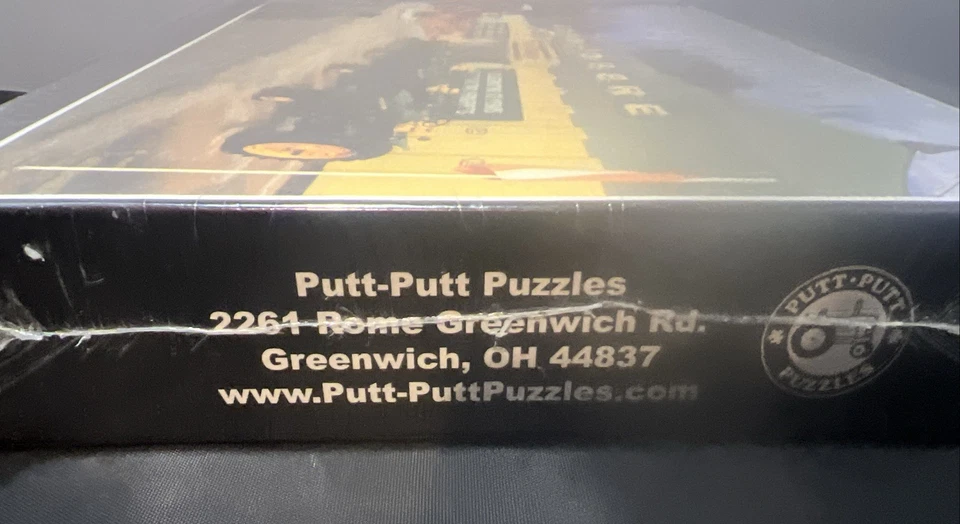 Putt-Putt Puzzles
2261 Rome Greenwich Rd.
Greenwich, OH 44837
www.Putt-PuttPuzzles.com
PUTT·PUTT
PUZZLES